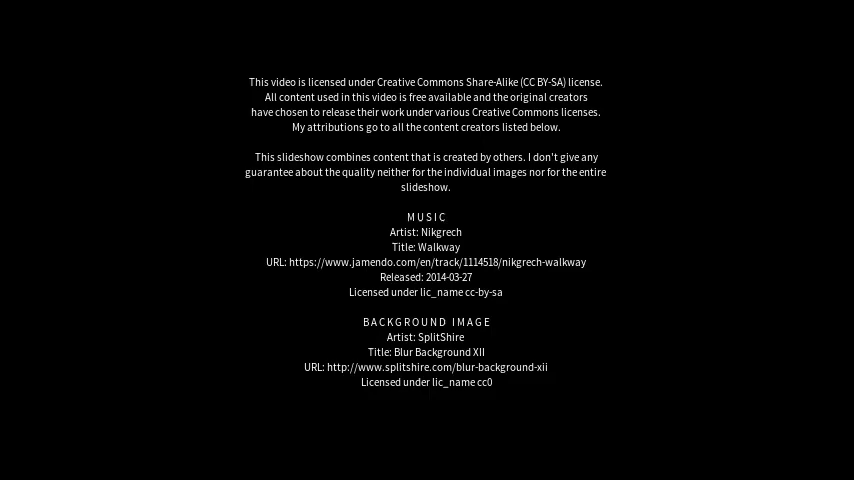 This video is licensed under Creative Commons Share-Alike (CC BY-SA) license.
All content used in this video is free available and the original creators
have chosen to release their work under various Creative Commons licenses.
My attributions go to all the content creators listed below.
This slideshow combines content that is created by others. I don't give any
guarantee about the quality neither for the individual images nor for the entire
slideshow.
MUSIC
Artist: Nikgrech
Title: Walkway
URL: https://www.jamendo.com/en/track/1114518/nikgrech-walkway
Released: 2014-03-27
Licensed under lic_name cc-by-sa
BACKGROUND IMAGE
Artist: SplitShire
Title: Blur Background XII
URL: http://www.splitshire.com/blur-background-xii
Licensed under lic_name cc0